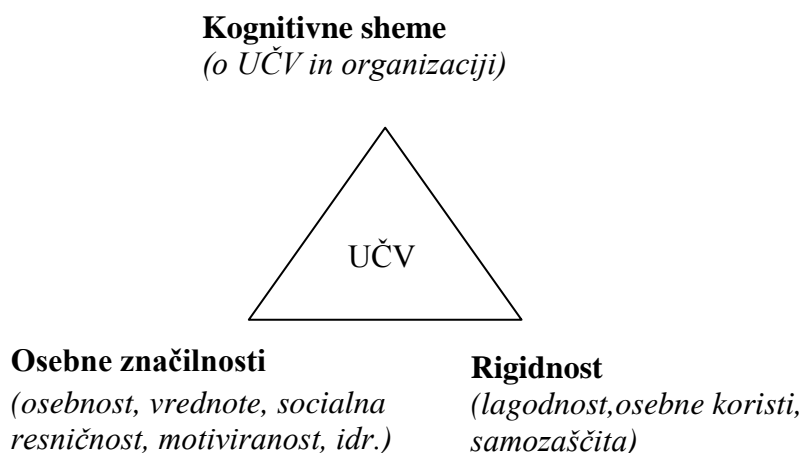 Kognitivne sheme
(o UČV in organizaciji)
UČV
Osebne značilnosti
(osebnost, vrednote, socialna
resničnost, motiviranost, idr.)
Rigidnost
(lagodnost,osebne koristi,
samozaščita)